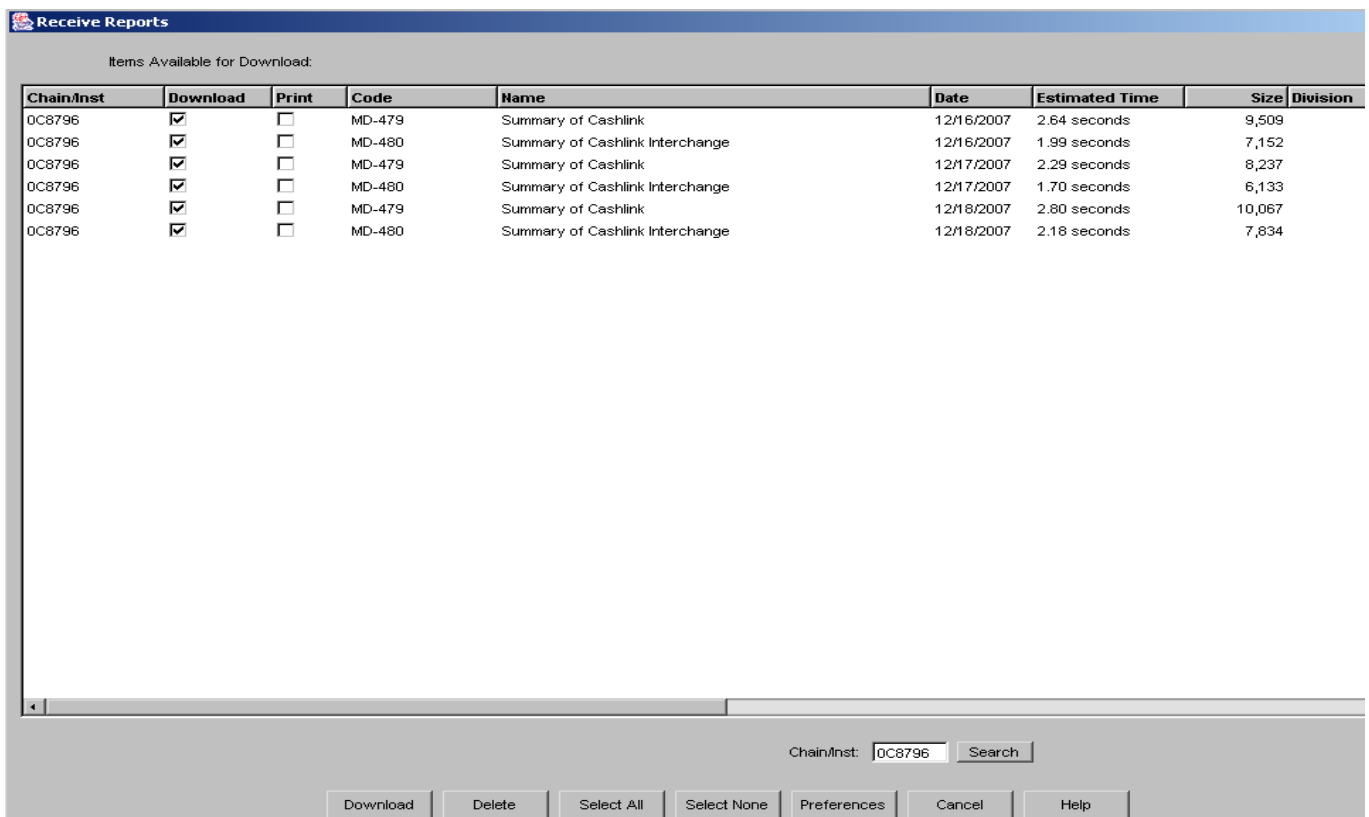 Receive Reports
Items Available for Download:
Chain/Inst Download Print Code Name Date Estimated Time Size Division
0C8796 MD-479 Summary of Cashlink 12/16/2007 2.64 seconds 9,509
0C8796 MD-480 Summary of Cashlink Interchange 12/16/2007 1.99 seconds 7,152
0C8796 MD-479 Summary of Cashlink 12/17/2007 2.29 seconds 8,237
0C8796 MD-480 Summary of Cashlink Interchange 12/17/2007 1.70 seconds 6,133
0C8796 MD-479 Summary of Cashlink 12/18/2007 2.80 seconds 10,067
0C8796 MD-480 Summary of Cashlink Interchange 12/18/2007 2.18 seconds 7,834
Chain/Inst: 0C8796 Search
Download Delete Select All Select None Preferences Cancel Help